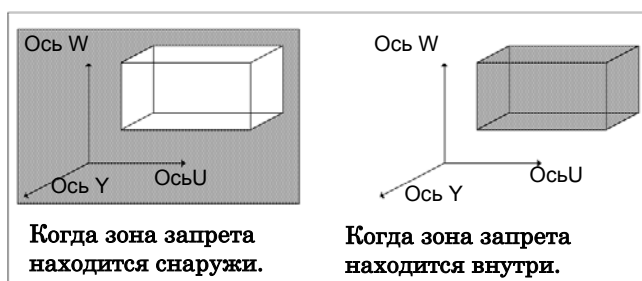 Ось W
Ось Y
ОсьU
Когда зона запрета
находится снаружи.
Ось W
Ось Y
ОсьU
Когда зона запрета
находится внутри.